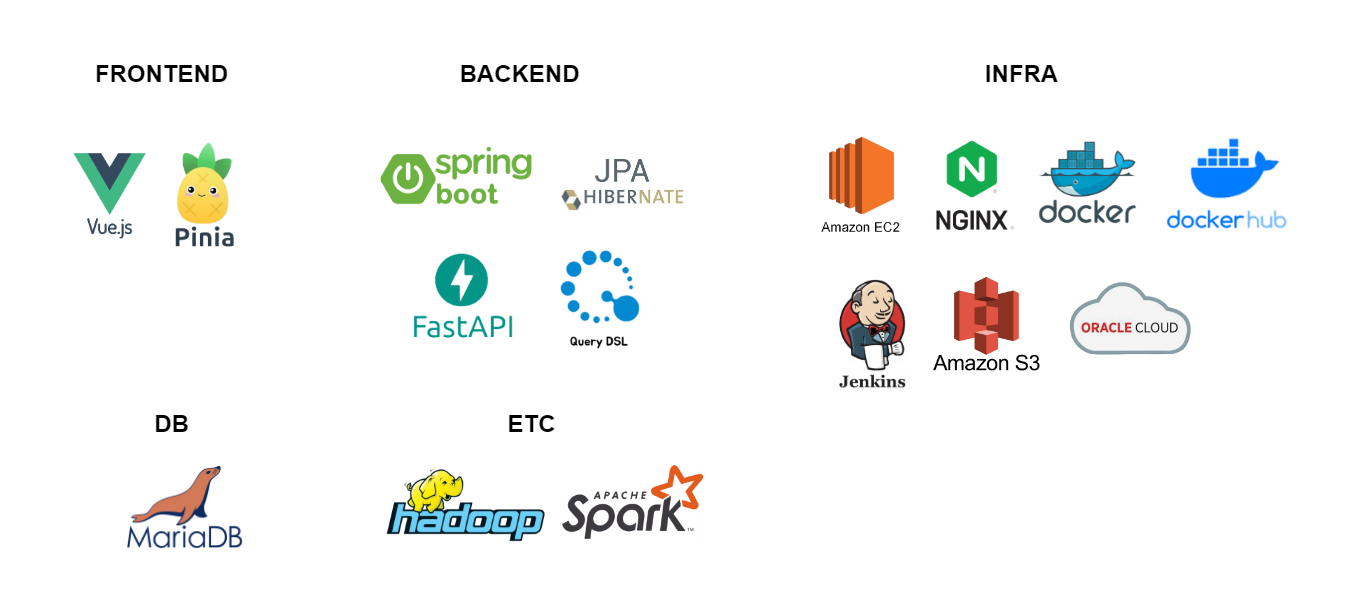 FRONTEND
BACKEND
INFRA
Vue.js
Pinia
spring
boot
JPA
HIBERNATE
FastAPI
Query DSL
Amazon EC2
N
NGINX
docker
docker hub
Jenkins
Amazon S3
ORACLE CLOUD
DB
ETC
MariaDB
hadoop
APACHE
Spark™